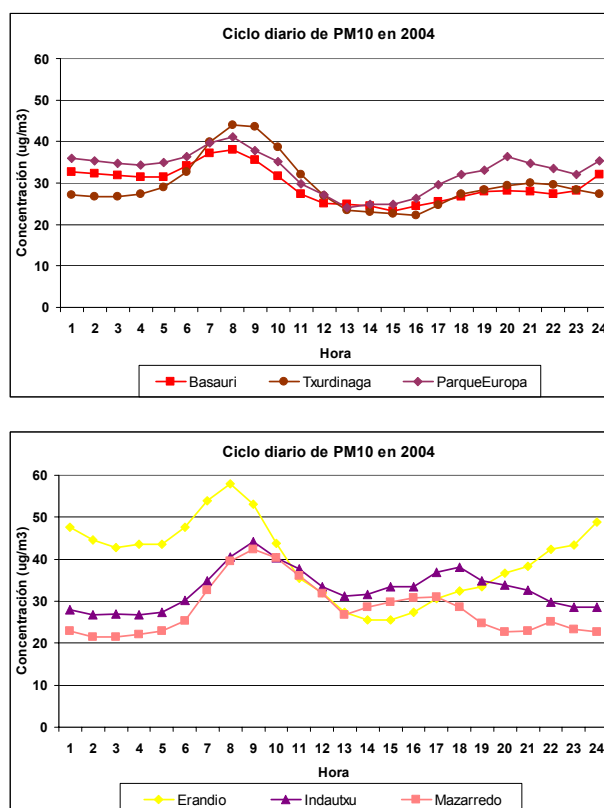 Ciclo diario de PM10 en 2004
Concentración (ug/m3)
60
50
40
30
20
10
0
1 2 3 4 5 6 7 8 9 10 11 12 13 14 15 16 17 18 19 20 21 22 23 24
Hora
Basauri Txurdinaga ParqueEuropa
Ciclo diario de PM10 en 2004
Concentración (ug/m3)
60
50
40
30
20
10
0
1 2 3 4 5 6 7 8 9 10 11 12 13 14 15 16 17 18 19 20 21 22 23 24
Hora
Erandio Indautxu Mazarredo